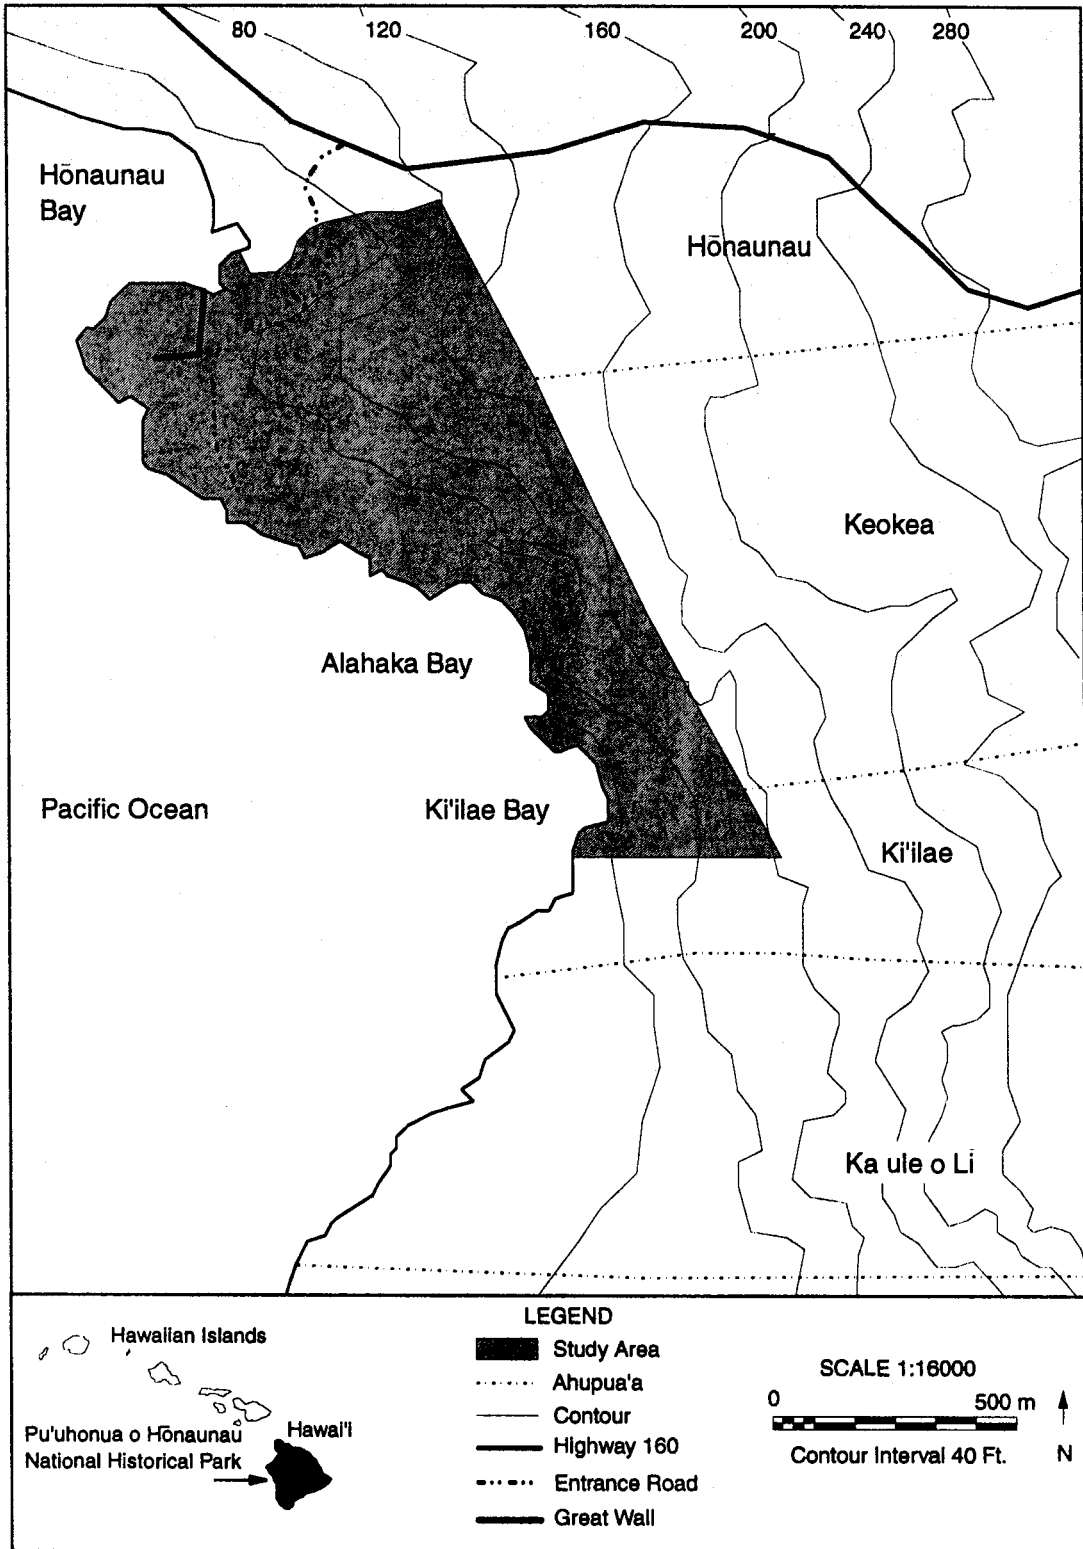 80 120 160 200 240 280
Hōnaunau
Bay
Hōnaunau
Keokea
Alahaka Bay
Pacific Ocean
Ki'ilae Bay
Ki'ilae
Ka ule o Lī
LEGEND
Hawaiian Islands
Hawai'i
Pu'uhonua o Hōnaunau
National Historical Park
Study Area
Ahupua'a
Contour
Highway 160
Entrance Road
Great Wall
SCALE 1:16000
0 500 m
Contour Interval 40 Ft.
N